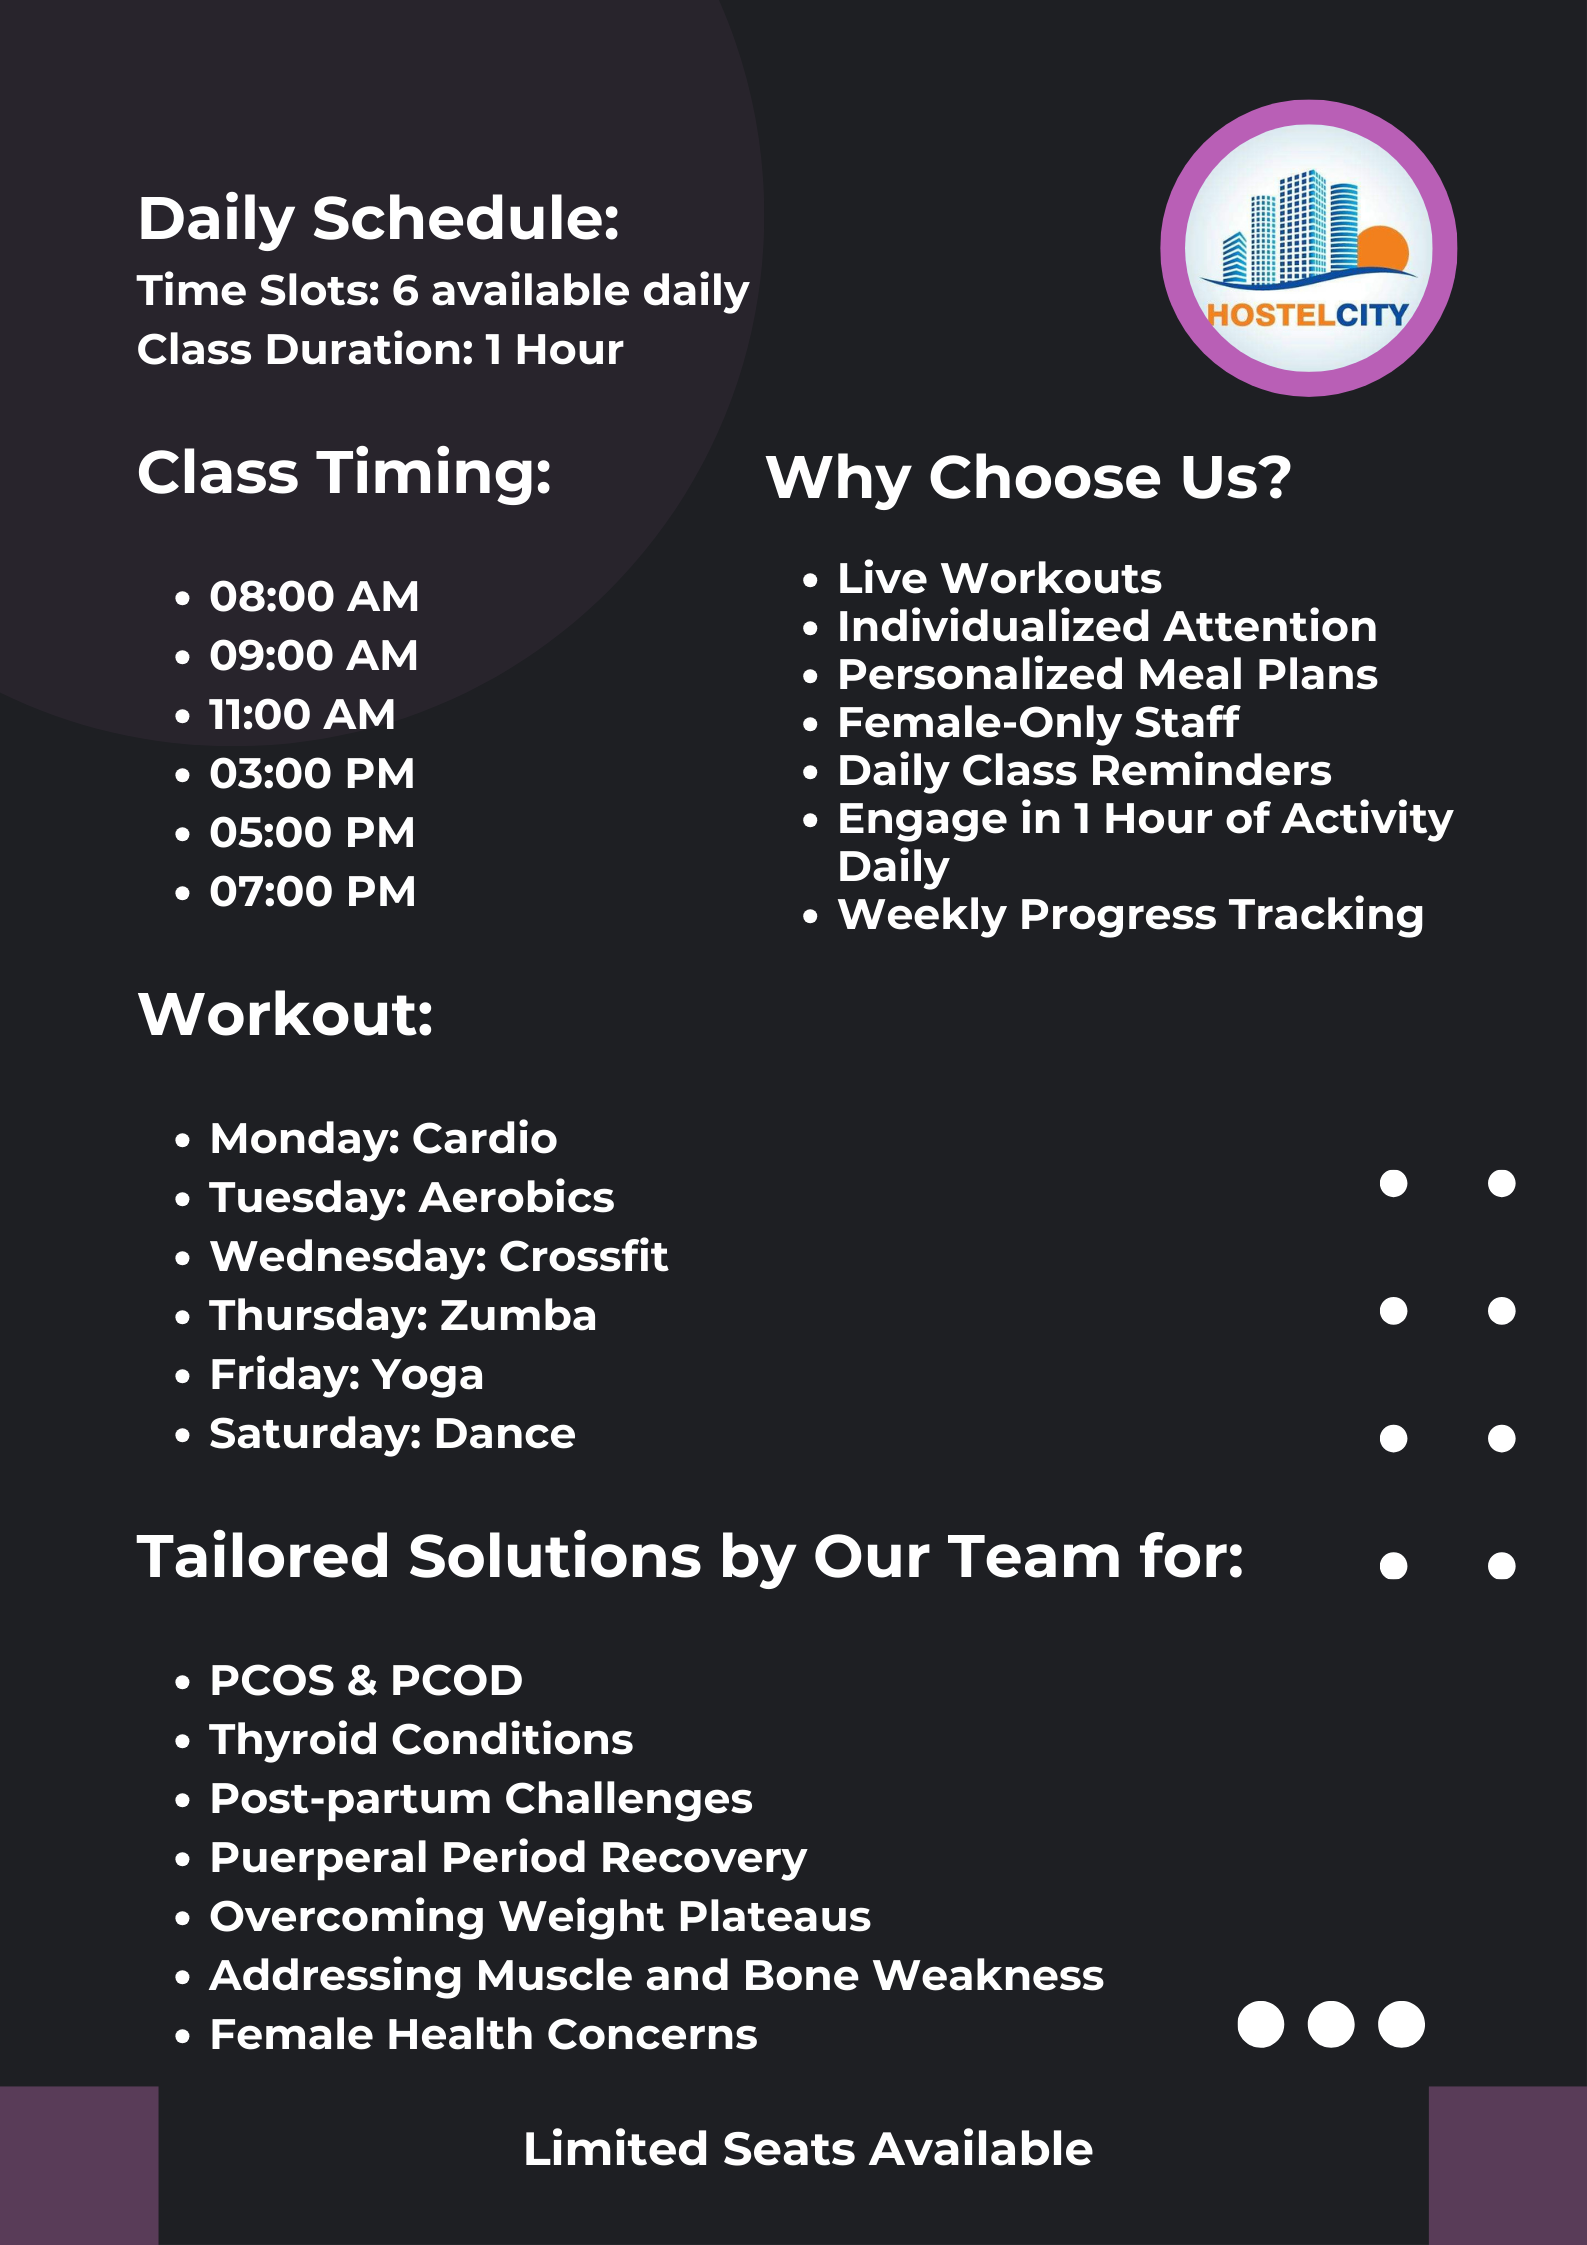 Daily Schedule:
Time Slots: 6 available daily
Class Duration: 1 Hour
HOSTELCITY
Class Timing:
• 08:00 AM
• 09:00 AM
• 11:00 AM
• 03:00 PM
• 05:00 PM
• 07:00 PM
Why Choose Us?
• Live Workouts
• Individualized Attention
• Personalized Meal Plans
• Female-Only Staff
• Daily Class Reminders
• Engage in 1 Hour of Activity
Daily
• Weekly Progress Tracking
Workout:
• Monday: Cardio
• Tuesday: Aerobics
• Wednesday: Crossfit
• Thursday: Zumba
• Friday: Yoga
• Saturday: Dance
Tailored Solutions by Our Team for:
• PCOS & PCOD
• Thyroid Conditions
• Post-partum Challenges
• Puerperal Period Recovery
• Overcoming Weight Plateaus
• Addressing Muscle and Bone Weakness
• Female Health Concerns
Limited Seats Available